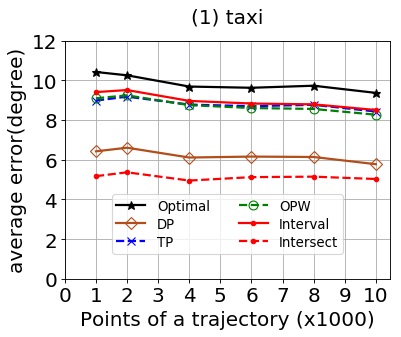 (1) taxi
average error(degree)
12
10
8
6
4
2
0
Optimal
DP
TP
OPW
Interval
Intersect
0 1 2 3 4 5 6 7 8 9 10
Points of a trajectory (x1000)